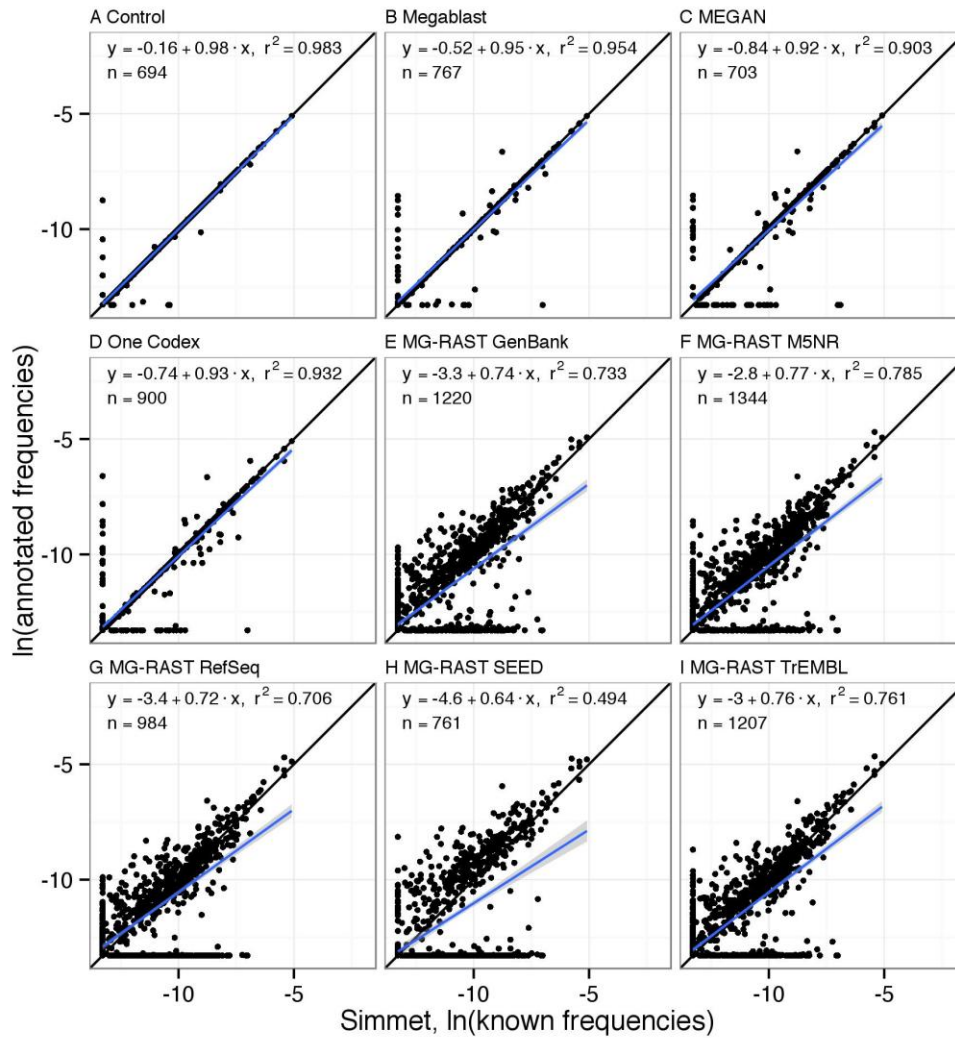 A Control
y = -0.16 + 0.98 · x, r² = 0.983
n = 694
B Megablast
y = -0.52 + 0.95 · x, r² = 0.954
n = 767
C MEGAN
y = -0.84 + 0.92 · x, r² = 0.903
n = 703
-5
-10
D One Codex
y = -0.74 + 0.93 · x, r² = 0.932
n = 900
E MG-RAST GenBank
y = -3.3 + 0.74 · x, r² = 0.733
n = 1220
F MG-RAST M5NR
y = -2.8 + 0.77 · x, r² = 0.785
n = 1344
-5
-10
ln(annotated frequencies)
G MG-RAST RefSeq
y = -3.4 + 0.72 · x, r² = 0.706
n = 984
H MG-RAST SEED
y = -4.6 + 0.64 · x, r² = 0.494
n = 761
I MG-RAST TrEMBL
y = -3 + 0.76 · x, r² = 0.761
n = 1207
-5
-10
-10 -5 -10 -5 -10 -5
Simmet, ln(known frequencies)